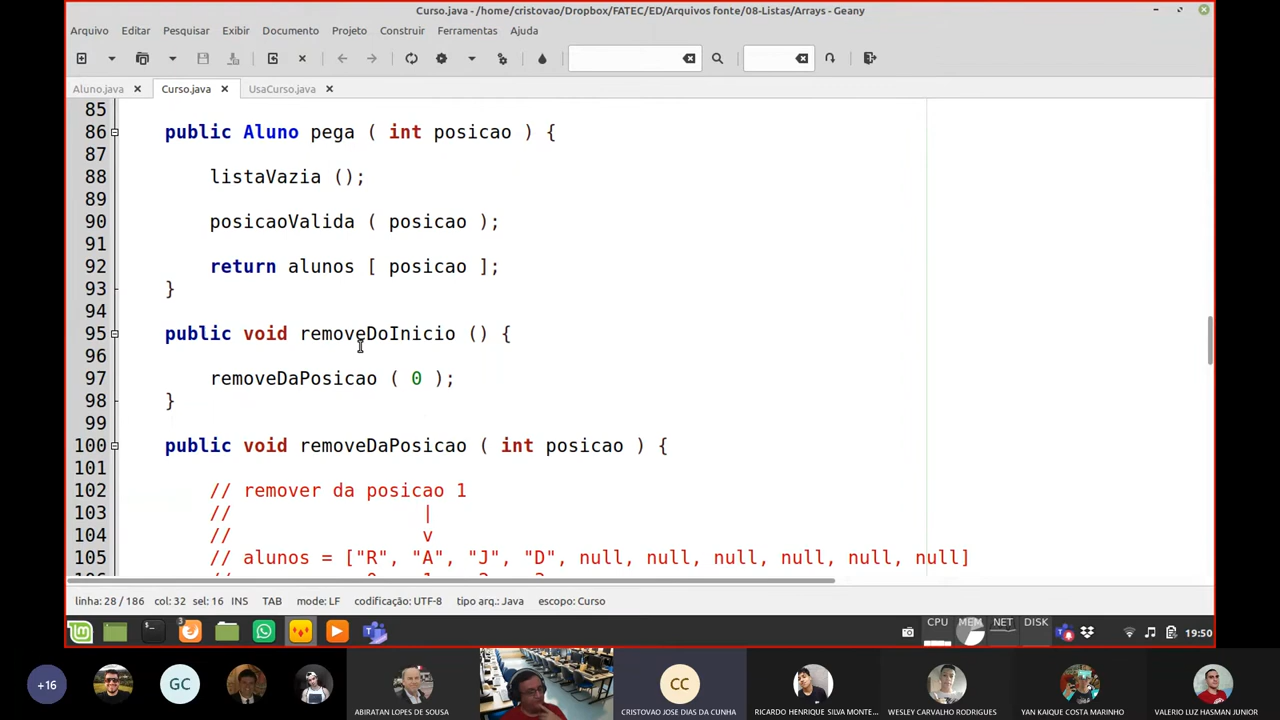 Curso.java - /home/cristovao/Dropbox/FATEC/ED/Arquivos fonte/08-Listas/Arrays - Geany
Arquivo Editar Pesquisar Exibir Documento Projeto Construir Ferramentas Ajuda
Aluno.java Curso.java UsaCurso.java
85
86 public Aluno pega ( int posicao ) {
87
88 listaVazia ();
89
90 posicaoValida ( posicao );
91
92 return alunos [ posicao ];
93 }
94
95 public void removeDoInicio () {
96
97 removeDaPosicao ( 0 );
98 }
99
100 public void removeDaPosicao ( int posicao ) {
101
102 // remover da posicao 1
103 // |
104 // v
105 // alunos = ["R", "A", "J", "D", null, null, null, null, null, null]
linha: 28 / 186 col: 32 sel: 16 INS TAB mode: LF codificação: UTF-8 tipo arq.: Java escopo: Curso
CPU MEM NET DISK
3
19:50
+16 GC CC
ABIRATAN LOPES DE SOUSA CRISTOVAO JOSE DIAS DA CUNHA RICARDO HENRIQUE SILVA MONTE... WESLEY CARVALHO RODRIGUES YAN KAIQUE COSTA MARINHO VALERIO LUZ HASMAN JUNIOR